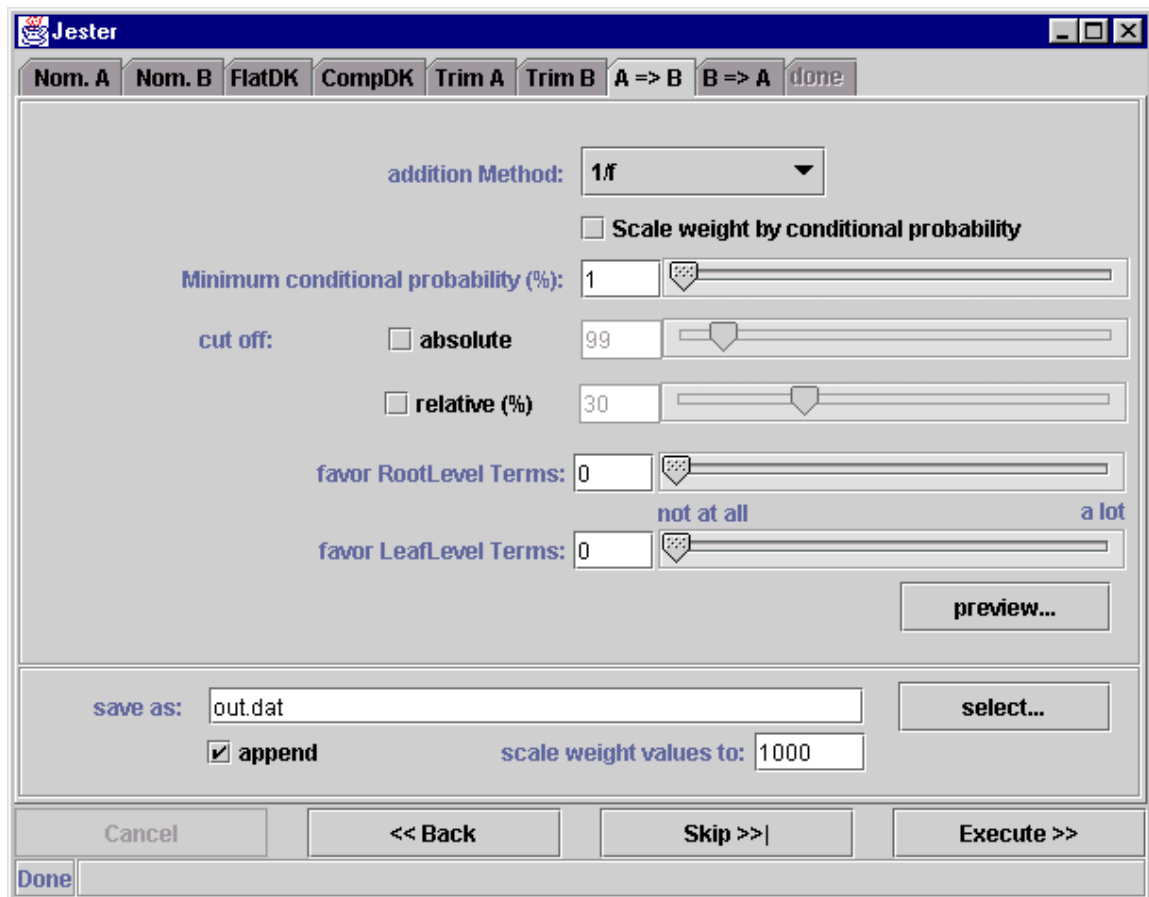 Jester
Nom. A Nom. B FlatDK CompDK Trim A Trim B A => B B => A done
addition Method: 1/f
Scale weight by conditional probability
Minimum conditional probability (%): 1
cut off: absolute 99
relative (%) 30
favor RootLevel Terms: 0
not at all a lot
favor LeafLevel Terms: 0
preview...
save as: out.dat select...
append scale weight values to: 1000
Cancel << Back Skip >>| Execute >>
Done